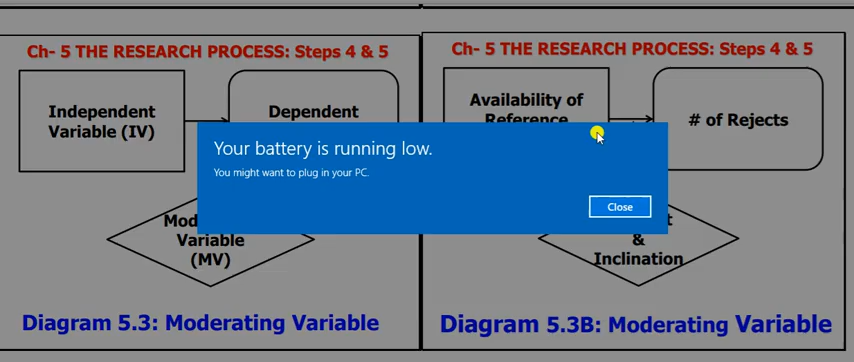 Ch- 5 THE RESEARCH PROCESS: Steps 4 & 5
Independent
Variable (IV)
Dependent
Variable
(MV)
Diagram 5.3: Moderating Variable
Ch- 5 THE RESEARCH PROCESS: Steps 4 & 5
Availability of
Reference
# of Rejects
&
Inclination
Diagram 5.3B: Moderating Variable
Your battery is running low.
You might want to plug in your PC.
Close